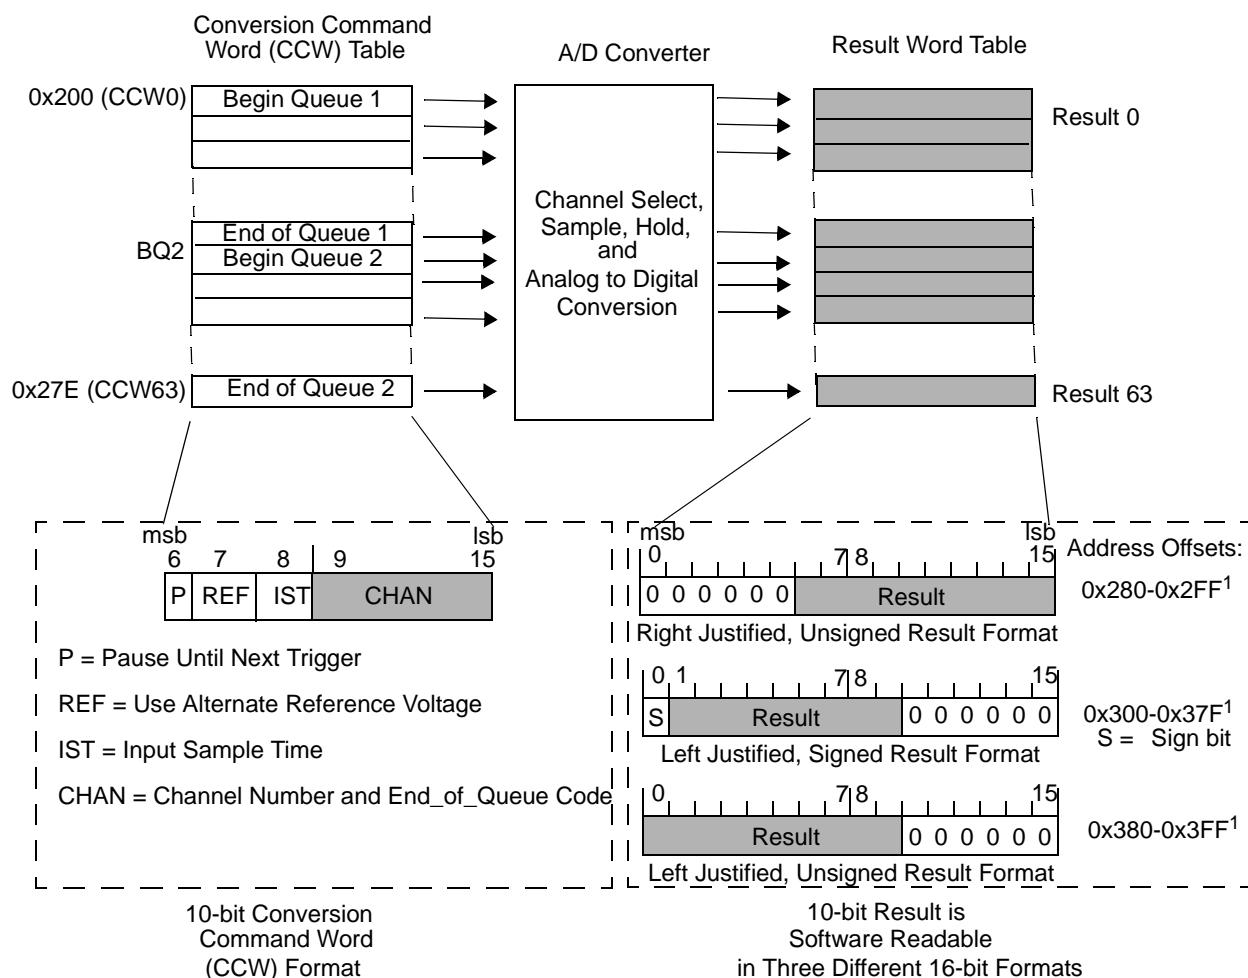 Conversion Command
Word (CCW) Table
A/D Converter
Result Word Table
0x200 (CCW0)
Begin Queue 1
Result 0
End of Queue 1
BQ2
Begin Queue 2
Channel Select,
Sample, Hold,
and
Analog to Digital
Conversion
0x27E (CCW63)
End of Queue 2
Result 63
msb
lsb
6 7 8 9 15
P REF IST CHAN
P = Pause Until Next Trigger
REF = Use Alternate Reference Voltage
IST = Input Sample Time
CHAN = Channel Number and End_of_Queue Code
10-bit Conversion
Command Word
(CCW) Format
msb
lsb
0 7 8 15
Address Offsets:
0 0 0 0 0 0 Result
0x280-0x2FF1
Right Justified, Unsigned Result Format
0 1 7 8 15
S Result 0 0 0 0 0 0
0x300-0x37F1
S = Sign bit
Left Justified, Signed Result Format
0 7 8 15
Result 0 0 0 0 0 0
0x380-0x3FF1
Left Justified, Unsigned Result Format
10-bit Result is
Software Readable
in Three Different 16-bit Formats